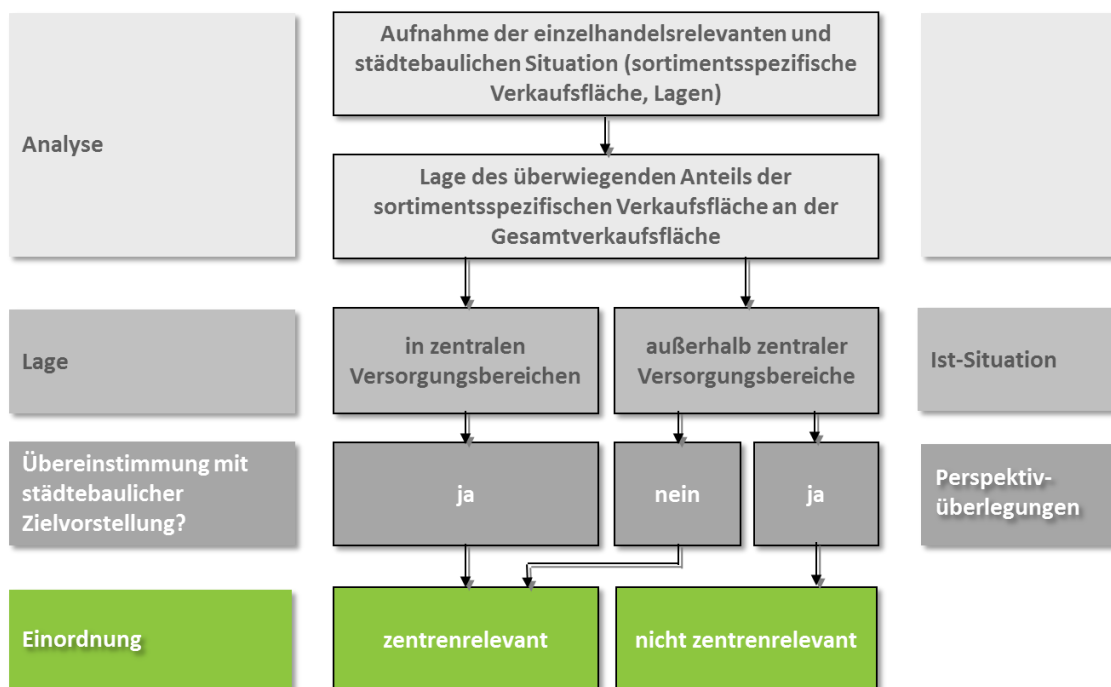 Aufnahme der einzelhandelsrelevanten und
städtebaulichen Situation (sortimentsspezifische
Verkaufsfläche, Lagen)
Analyse
Lage des überwiegenden Anteils der
sortimentsspezifischen Verkaufsfläche an der
Gesamtverkaufsfläche
Lage
in zentralen
Versorgungsbereichen
außerhalb zentraler
Versorgungsbereiche
Ist-Situation
Übereinstimmung mit
städtebaulicher
Zielvorstellung?
ja
nein
ja
Perspektiv-
überlegungen
Einordnung
zentrenrelevant
nicht zentrenrelevant